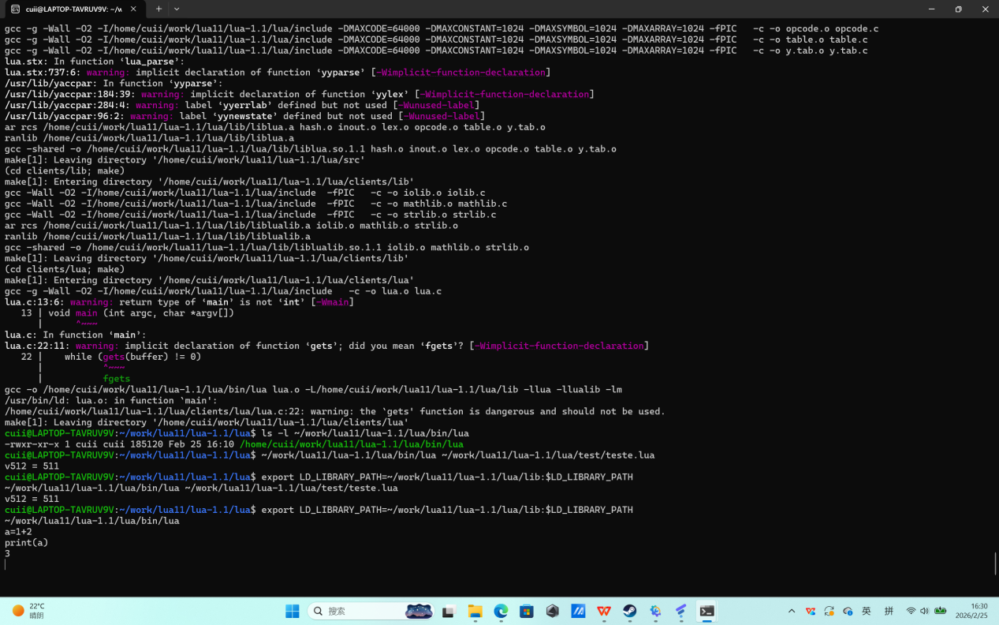 cuii@LAPTOP-TAVRUV9V: ~/w
gcc -g -Wall -O2 -I/home/cuii/work/lua11/lua-1.1/lua/include -DMAXCODE=64000 -DMAXCONSTANT=1024 -DMAXSYMBOL=1024 -DMAXARRAY=1024 -fPIC   -c -o opcode.o opcode.c
gcc -g -Wall -O2 -I/home/cuii/work/lua11/lua-1.1/lua/include -DMAXCODE=64000 -DMAXCONSTANT=1024 -DMAXSYMBOL=1024 -DMAXARRAY=1024 -fPIC   -c -o table.o table.c
gcc -g -Wall -O2 -I/home/cuii/work/lua11/lua-1.1/lua/include -DMAXCODE=64000 -DMAXCONSTANT=1024 -DMAXSYMBOL=1024 -DMAXARRAY=1024 -fPIC   -c -o y.tab.o y.tab.c
lua.stx: In function ‘lua_parse’:
lua.stx:737:6: warning: implicit declaration of function ‘yyparse’ [-Wimplicit-function-declaration]
/usr/lib/yaccpar: In function ‘yyparse’:
/usr/lib/yaccpar:184:39: warning: implicit declaration of function ‘yylex’ [-Wimplicit-function-declaration]
/usr/lib/yaccpar:284:4: warning: label ‘yyerrlab’ defined but not used [-Wunused-label]
/usr/lib/yaccpar:96:2: warning: label ‘yynewstate’ defined but not used [-Wunused-label]
ar rcs /home/cuii/work/lua11/lua-1.1/lua/lib/liblua.a hash.o inout.o lex.o opcode.o table.o y.tab.o
ranlib /home/cuii/work/lua11/lua-1.1/lua/lib/liblua.a
gcc -shared -o /home/cuii/work/lua11/lua-1.1/lua/lib/liblua.so.1.1 hash.o inout.o lex.o opcode.o table.o y.tab.o
make[1]: Leaving directory '/home/cuii/work/lua11/lua-1.1/lua/src'
(cd clients/lib; make)
make[1]: Entering directory '/home/cuii/work/lua11/lua-1.1/lua/clients/lib'
gcc -Wall -O2 -I/home/cuii/work/lua11/lua-1.1/lua/include  -fPIC   -c -o iolib.o iolib.c
gcc -Wall -O2 -I/home/cuii/work/lua11/lua-1.1/lua/include  -fPIC   -c -o mathlib.o mathlib.c
gcc -Wall -O2 -I/home/cuii/work/lua11/lua-1.1/lua/include  -fPIC   -c -o strlib.o strlib.c
ar rcs /home/cuii/work/lua11/lua-1.1/lua/lib/liblualib.a iolib.o mathlib.o strlib.o
ranlib /home/cuii/work/lua11/lua-1.1/lua/lib/liblualib.a
gcc -shared -o /home/cuii/work/lua11/lua-1.1/lua/lib/liblualib.so.1.1 iolib.o mathlib.o strlib.o
make[1]: Leaving directory '/home/cuii/work/lua11/lua-1.1/lua/clients/lib'
(cd clients/lua; make)
make[1]: Entering directory '/home/cuii/work/lua11/lua-1.1/lua/clients/lua'
gcc -g -Wall -O2 -I/home/cuii/work/lua11/lua-1.1/lua/include   -c -o lua.o lua.c
lua.c:13:6: warning: return type of ‘main’ is not ‘int’ [-Wmain]
   13 | void main (int argc, char *argv[])
      |      ^~~~
lua.c: In function ‘main’:
lua.c:22:11: warning: implicit declaration of function ‘gets’; did you mean ‘fgets’? [-Wimplicit-function-declaration]
   22 |    while (gets(buffer) != 0)
      |           ^~~~
      |           fgets
gcc -o /home/cuii/work/lua11/lua-1.1/lua/bin/lua lua.o -L/home/cuii/work/lua11/lua-1.1/lua/lib -llua -llualib -lm
/usr/bin/ld: lua.o: in function `main':
/home/cuii/work/lua11/lua-1.1/lua/clients/lua/lua.c:22: warning: the `gets' function is dangerous and should not be used.
make[1]: Leaving directory '/home/cuii/work/lua11/lua-1.1/lua/clients/lua'
cuii@LAPTOP-TAVRUV9V:~/work/lua11/lua-1.1/lua$ ls -l ~/work/lua11/lua-1.1/lua/bin/lua
-rwxr-xr-x 1 cuii cuii 185120 Feb 25 16:10 /home/cuii/work/lua11/lua-1.1/lua/bin/lua
cuii@LAPTOP-TAVRUV9V:~/work/lua11/lua-1.1/lua$ ~/work/lua11/lua-1.1/lua/bin/lua ~/work/lua11/lua-1.1/lua/test/teste.lua
v512 = 511
cuii@LAPTOP-TAVRUV9V:~/work/lua11/lua-1.1/lua$ export LD_LIBRARY_PATH=~/work/lua11/lua-1.1/lua/lib:$LD_LIBRARY_PATH
~/work/lua11/lua-1.1/lua/bin/lua ~/work/lua11/lua-1.1/lua/test/teste.lua
v512 = 511
cuii@LAPTOP-TAVRUV9V:~/work/lua11/lua-1.1/lua$ export LD_LIBRARY_PATH=~/work/lua11/lua-1.1/lua/lib:$LD_LIBRARY_PATH
~/work/lua11/lua-1.1/lua/bin/lua
a=1+2
print(a)
3
22°C
晴朗
搜索
英
拼
16:30
2026/2/25